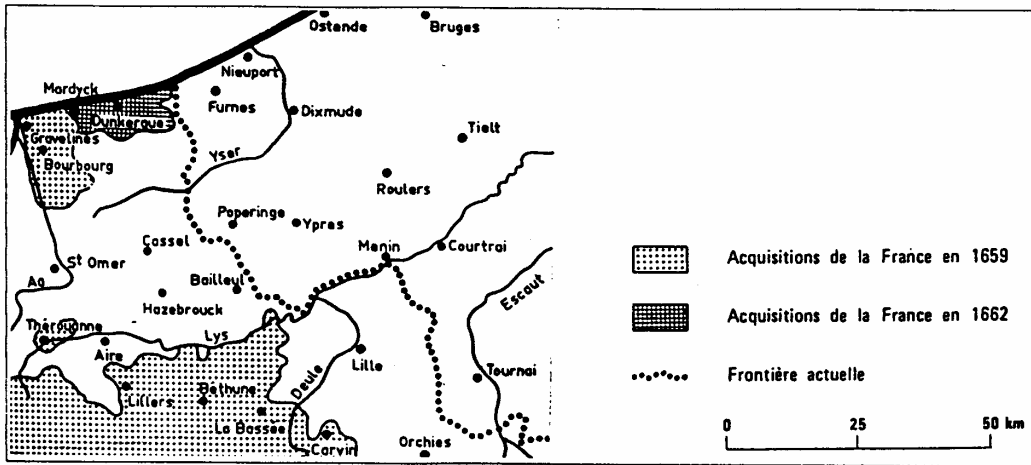 Ostande
Bruges
Nieuport
Mardyck
Furnes
Dixmude
Dunkerque
Tielt
Gravelines
Bourbourg
Yser
Roulers
Poperinge
Ypres
Cassel
Menin
Courtrai
St Omer
Aa
Bailleul
Escaut
Hazebrouck
Thérouanne
Lys
Aire
Lille
Tournai
Lillers
Béthune
Deule
La Bassée
Carvin
Orchies
Acquisitions de la France en 1659
Acquisitions de la France en 1662
Frontière actuelle
0 25 50 km